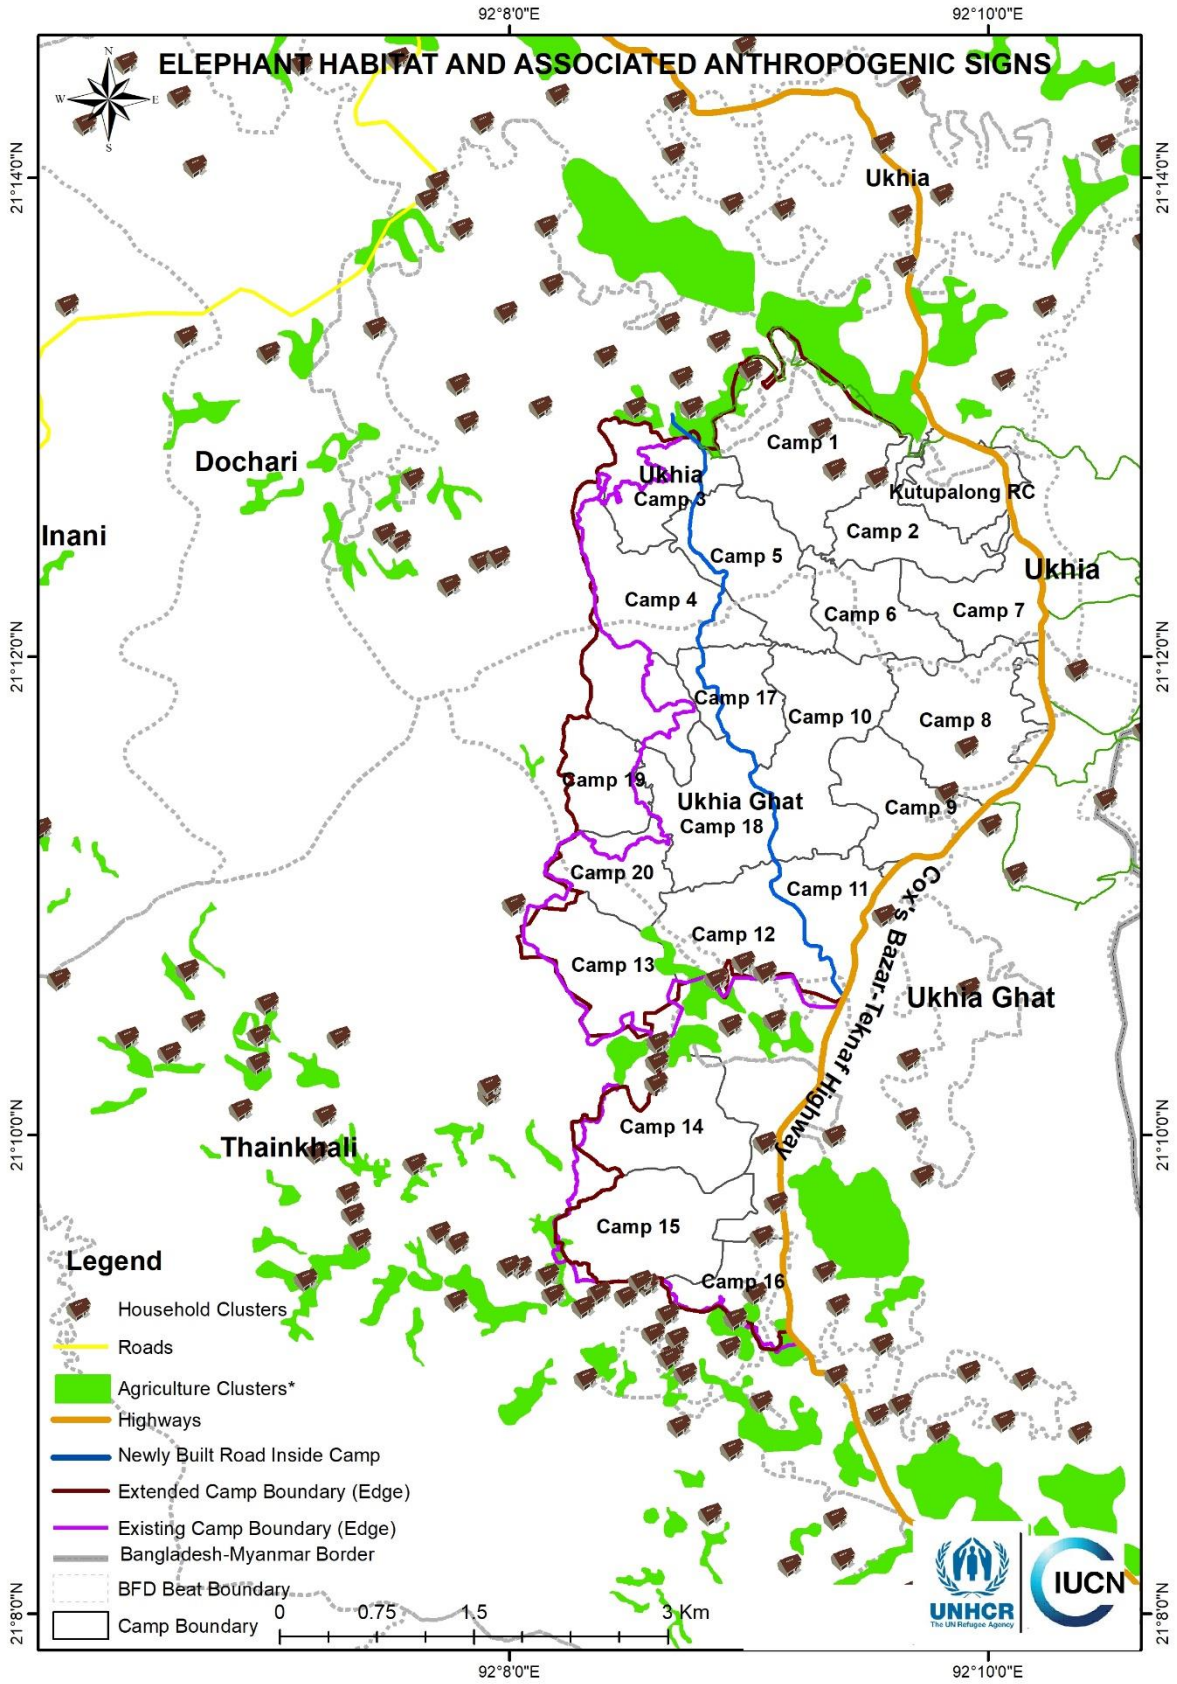 92°8'0"E
92°10'0"E
ELEPHANT HABITAT AND ASSOCIATED ANTHROPOGENIC SIGNS
N
W
E
S
21°14'0"N
21°14'0"N
Ukhia
Camp 1
Dochari
Ukhia
Camp 3
Kutupalong RC
Inani
Camp 2
Camp 5
Ukhia
Camp 4
Camp 6
Camp 7
21°12'0"N
21°12'0"N
Camp 17
Camp 10
Camp 8
Camp 19
Ukhia Ghat
Camp 18
Camp 9
Camp 20
Camp 11
Cox's Bazar-Teknaf Highway
Camp 12
Camp 13
Ukhia Ghat
Camp 14
21°10'0"N
21°10'0"N
Thainkhali
Camp 15
Camp 16
Legend
Household Clusters
Roads
Agriculture Clusters*
Highways
Newly Built Road Inside Camp
Extended Camp Boundary (Edge)
Existing Camp Boundary (Edge)
Bangladesh-Myanmar Border
BFD Beat Boundary
Camp Boundary
0 0.75 1.5 3 Km
UNHCR
The UN Refugee Agency
IUCN
21°8'0"N
21°8'0"N
92°8'0"E
92°10'0"E